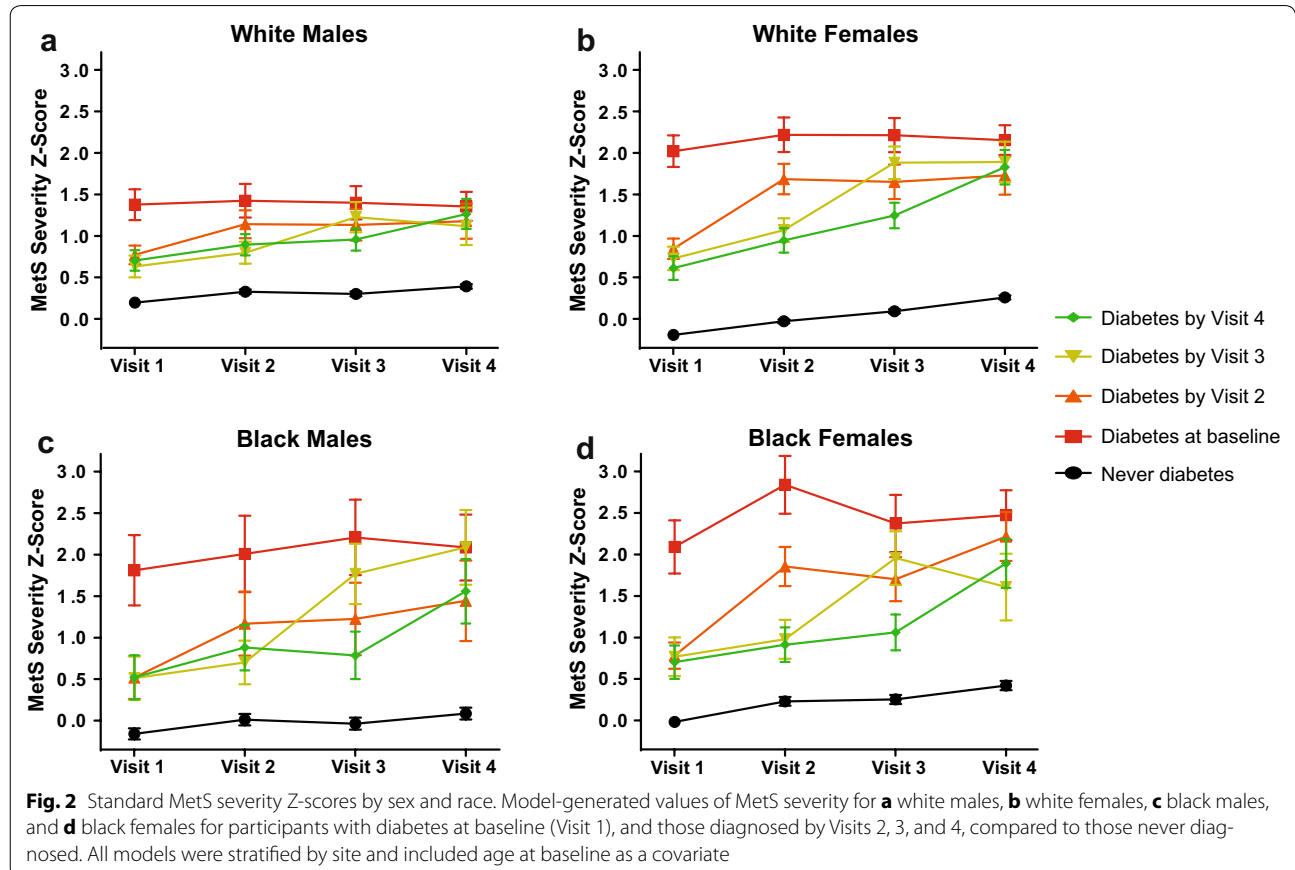 a White Males
MetS Severity Z-Score
3.0
2.5
2.0
1.5
1.0
0.5
0.0
Visit 1 Visit 2 Visit 3 Visit 4
b White Females
MetS Severity Z-Score
3.0
2.5
2.0
1.5
1.0
0.5
0.0
Visit 1 Visit 2 Visit 3 Visit 4
Diabetes by Visit 4
Diabetes by Visit 3
Diabetes by Visit 2
Diabetes at baseline
Never diabetes
c Black Males
MetS Severity Z-Score
3.0
2.5
2.0
1.5
1.0
0.5
0.0
Visit 1 Visit 2 Visit 3 Visit 4
d Black Females
MetS Severity Z-Score
3.0
2.5
2.0
1.5
1.0
0.5
0.0
Visit 1 Visit 2 Visit 3 Visit 4
Fig. 2 Standard MetS severity Z-scores by sex and race. Model-generated values of MetS severity for a white males, b white females, c black males,
and d black females for participants with diabetes at baseline (Visit 1), and those diagnosed by Visits 2, 3, and 4, compared to those never diag-
nosed. All models were stratified by site and included age at baseline as a covariate